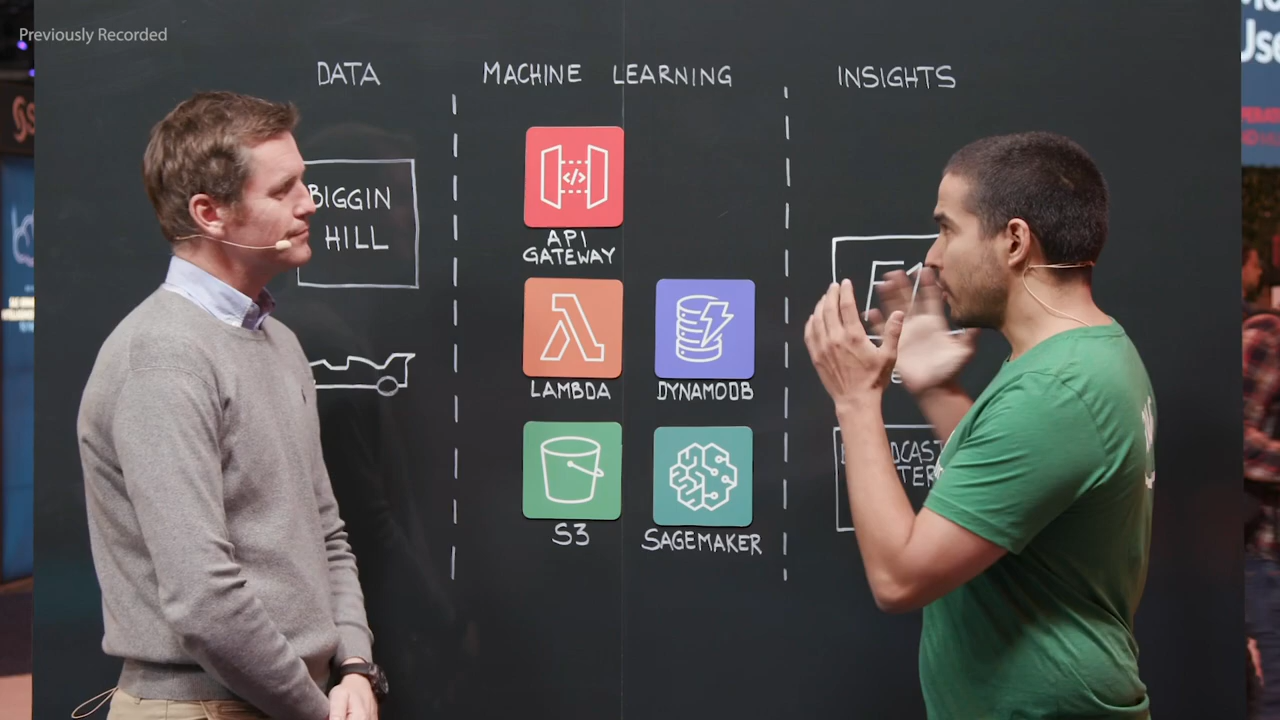 Previously Recorded
DATA
MACHINE LEARNING
INSIGHTS
BIGGIN
HILL
API
GATEWAY
LAMBDA
DYNAMODB
S3
SAGEMAKER